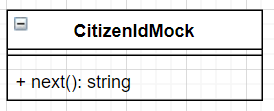 CitizenIdMock
+ next(): string